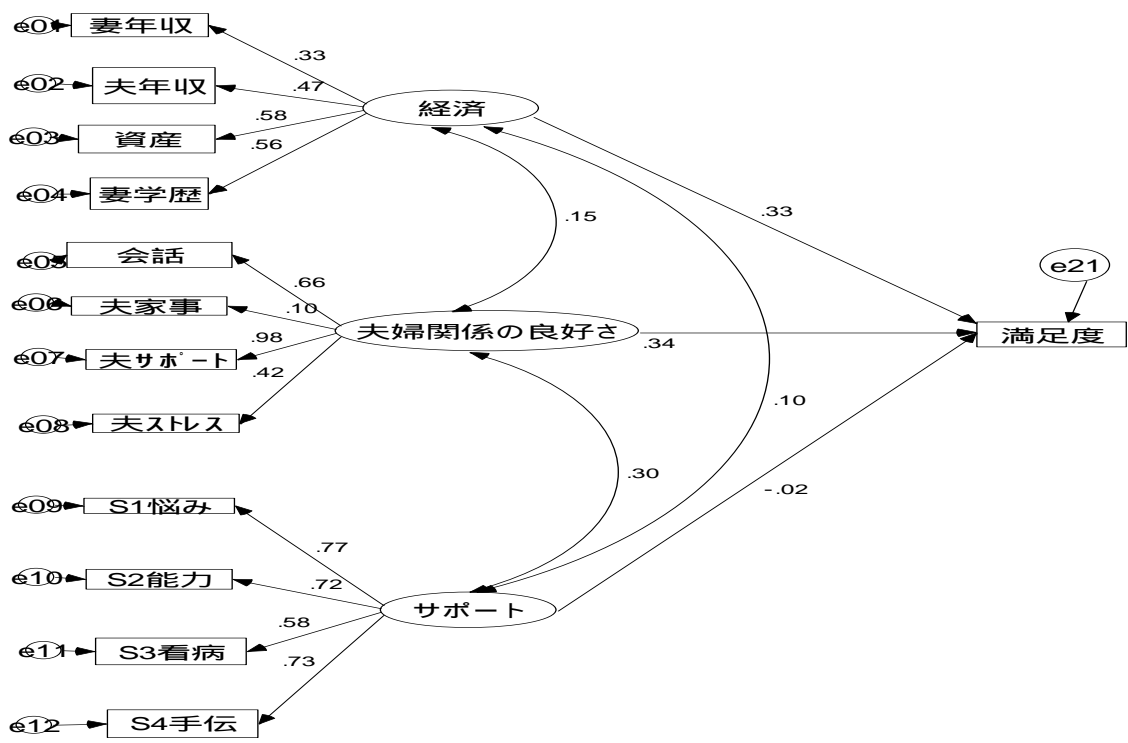 e01
妻年収
.33
e02
夫年収
.47
経済
e03
資産
.58
.56
e04
妻学歴
.15
.33
e05
会話
.66
e21
e06
夫家事
.10
夫婦関係の良好さ
満足度
.98
.34
e07
夫サポート
.42
.10
e08
夫ストレス
.30
-.02
e09
S1悩み
.77
e10
S2能力
.72
サポート
.58
e11
S3看病
.73
e12
S4手伝